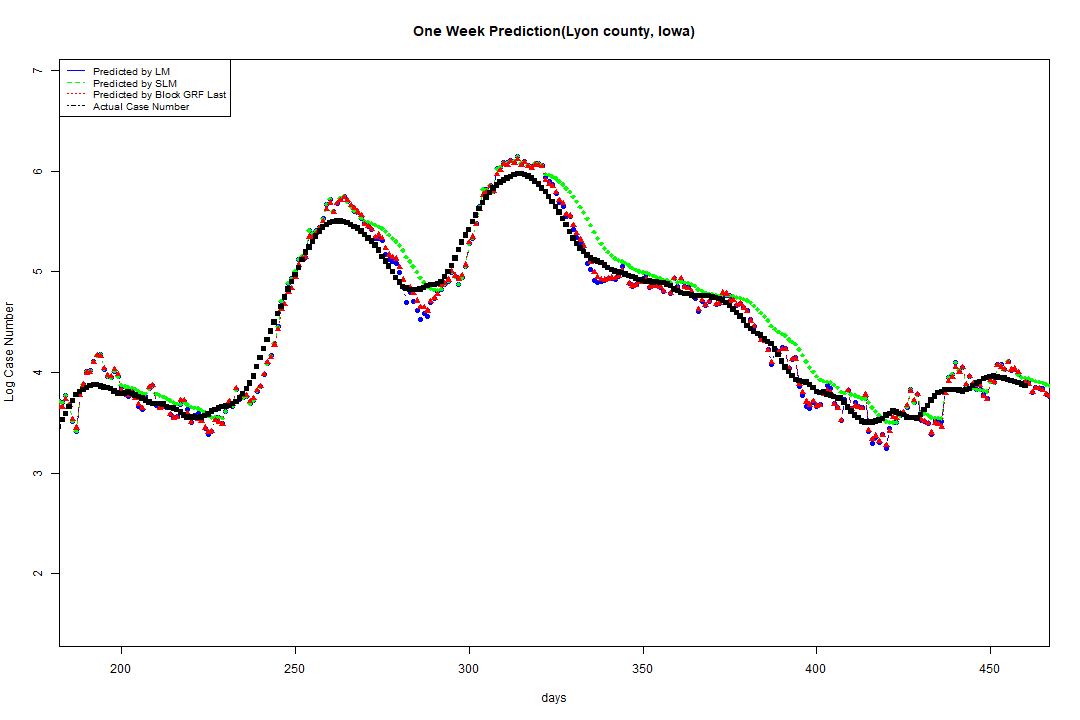 One Week Prediction(Lyon county, Iowa)
Predicted by LM
Predicted by SLM
Predicted by Block GRF Last
Actual Case Number
7
6
5
4
3
2
Log Case Number
200 250 300 350 400 450
days